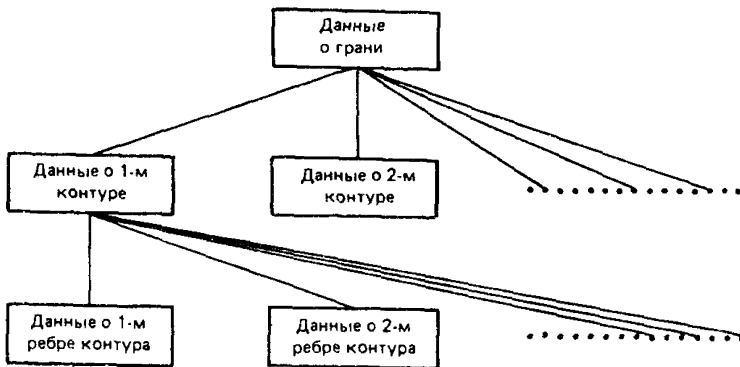 Данные
о грани
Данные о 1-м
контуре
Данные о 2-м
контуре
Данные о 1-м
ребре контура
Данные о 2-м
ребре контура